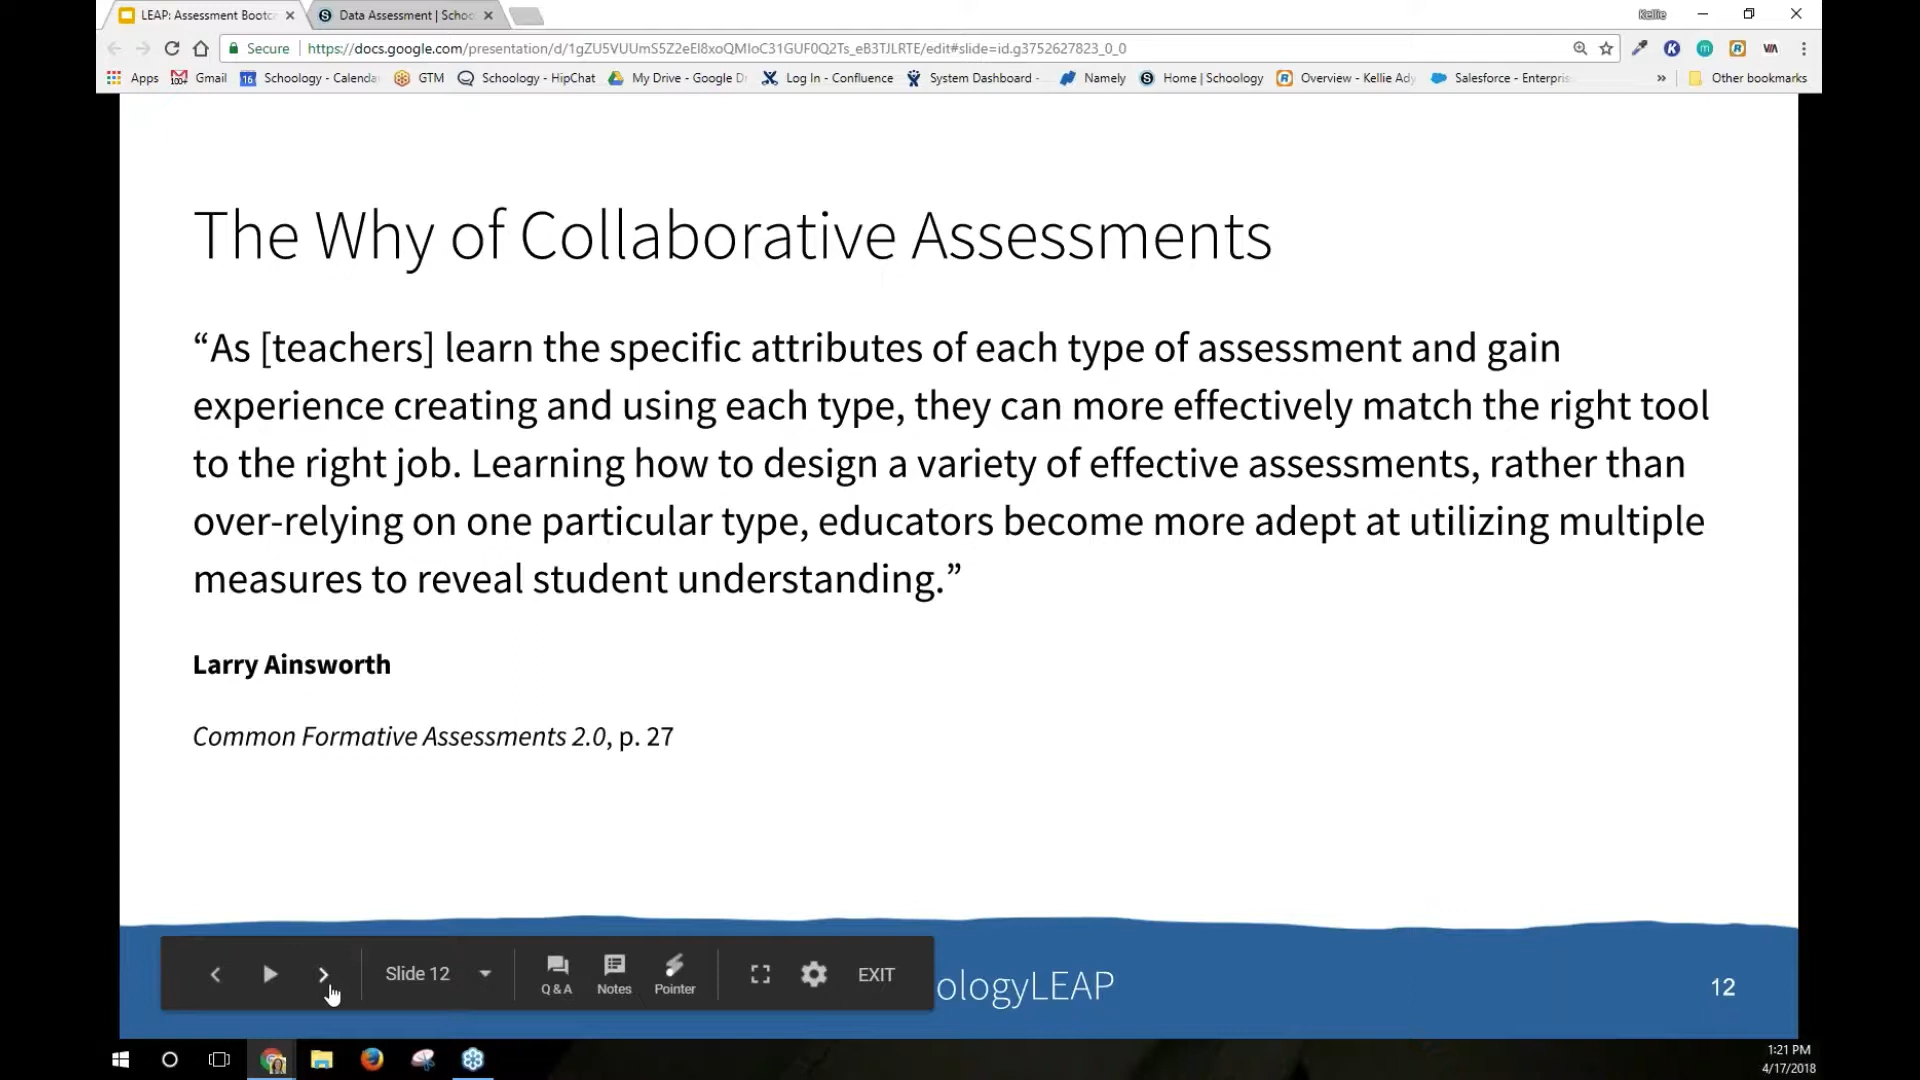 LEAP: Assessment Bootc
Data Assessment | Schoo
Kellie
Secure
https://docs.google.com/presentation/d/1gZU5VUUmS5Z2eEI8xoQMIoC31GUF0Q2Ts_eB3TJLRTE/edit#slide=id.g3752627823_0_0
Apps
Gmail
Schoology - Calenda
GTM
Schoology - HipChat
My Drive - Google Dr
Log In - Confluence
System Dashboard -
Namely
Home | Schoology
Overview - Kellie Ady
Salesforce - Enterpris
»
Other bookmarks
The Why of Collaborative Assessments
“As [teachers] learn the specific attributes of each type of assessment and gain
experience creating and using each type, they can more effectively match the right tool
to the right job. Learning how to design a variety of effective assessments, rather than
over-relying on one particular type, educators become more adept at utilizing multiple
measures to reveal student understanding.”
Larry Ainsworth
Common Formative Assessments 2.0, p. 27
Slide 12
Q & A
Notes
Pointer
EXIT
ologyLEAP
12
1:21 PM
4/17/2018